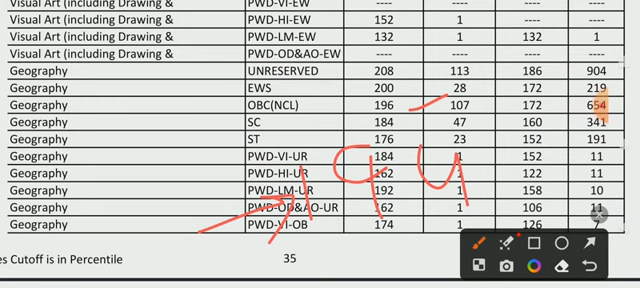 Visual Art (including Drawing & PWD-VI-EW ---- ---- ---- ----
Visual Art (including Drawing & PWD-HI-EW 152 1 ---- ----
Visual Art (including Drawing & PWD-LM-EW 132 1 132 1
Visual Art (including Drawing & PWD-OD&AO-EW ---- ---- ---- ----
Geography UNRESERVED 208 113 186 904
Geography EWS 200 28 172 219
Geography OBC(NCL) 196 107 172 654
Geography SC 184 47 160 341
Geography ST 176 23 152 191
Geography PWD-VI-UR 184 1 152 11
Geography PWD-HI-UR 162 1 122 11
Geography PWD-LM-UR 192 1 158 10
Geography PWD-OD&AO-UR 162 1 106 11
Geography PWD-VI-OB 174 1 126 7
es Cutoff is in Percentile 35